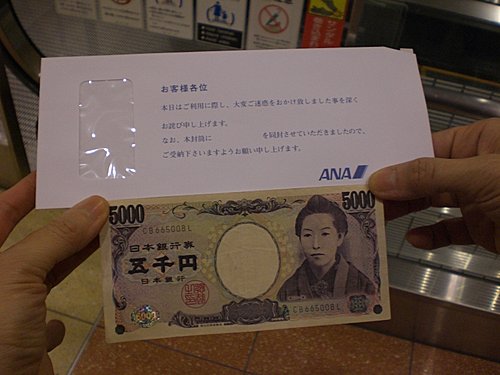 お客様各位
本日はご利用に際し、大変ご迷惑をおかけ致しました事を深く
お詫び申し上げます。
なお、本封筒に を同封させていただきましたので、
ご受納下さいますようお願い申し上げます。
ANA
5000
5000
CB665008L
日本銀行券
五千円
日本銀行
CB665008L